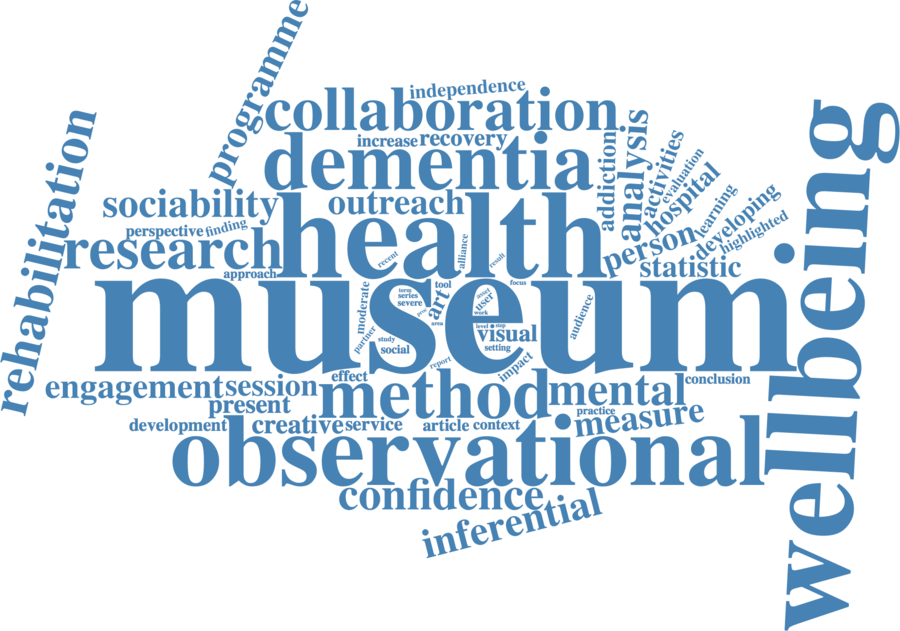 programme
independence
collaboration
increase
recovery
rehabilitation
dementia
addiction
analysis
activities
evaluation
hospital
learning
developing
highlighted
wellbeing
sociability
outreach
perspective
finding
health
person
research
alliance
recent
result
statistic
approach
museum
moderate
term
series
severe
tool
art
user
work
focus
area
level
step
visual
setting
audience
partner
study
social
report
impact
engagement
session
effect
method
mental
conclusion
present
practice
measure
development
creative
service
article
context
observational
confidence
inferential